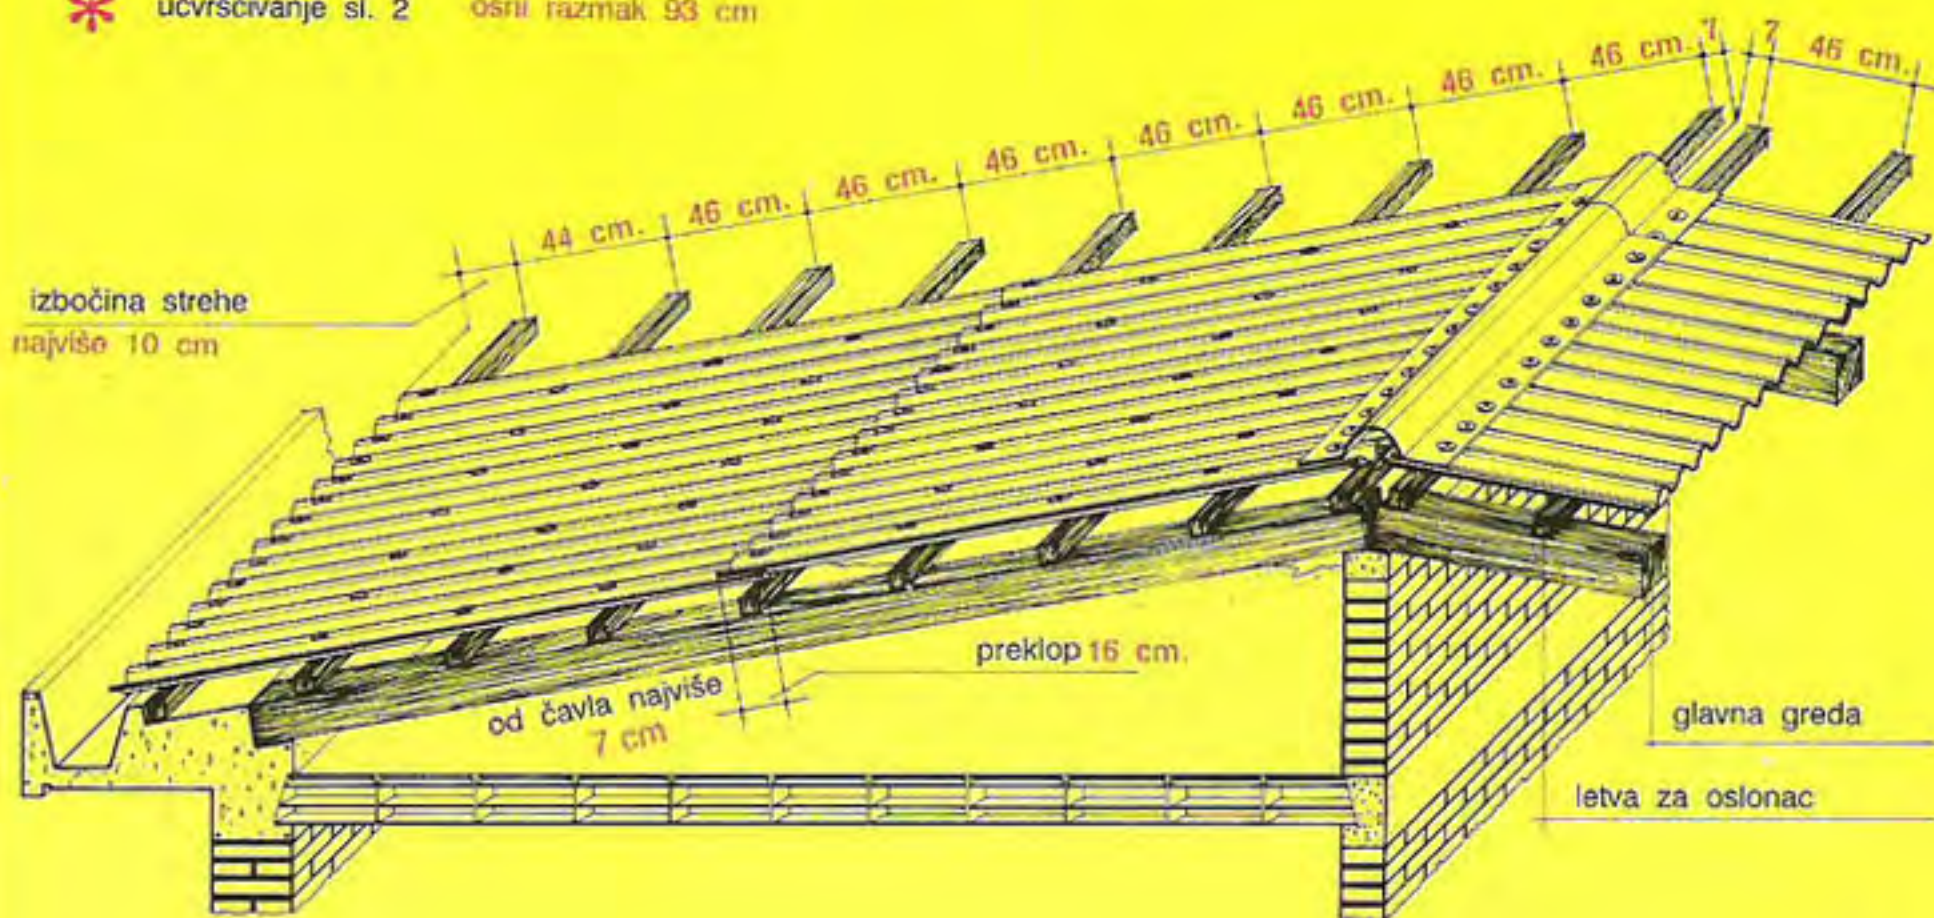 * učvršćivanje sl. 2 osni razmak 93 cm
44 cm. 46 cm. 46 cm. 46 cm. 46 cm. 46 cm. 46 cm. 46 cm. 7 7 46 cm.
izbočina strehe
najviše 10 cm
od čavla najviše
7 cm
preklop 16 cm.
glavna greda
letva za oslonac